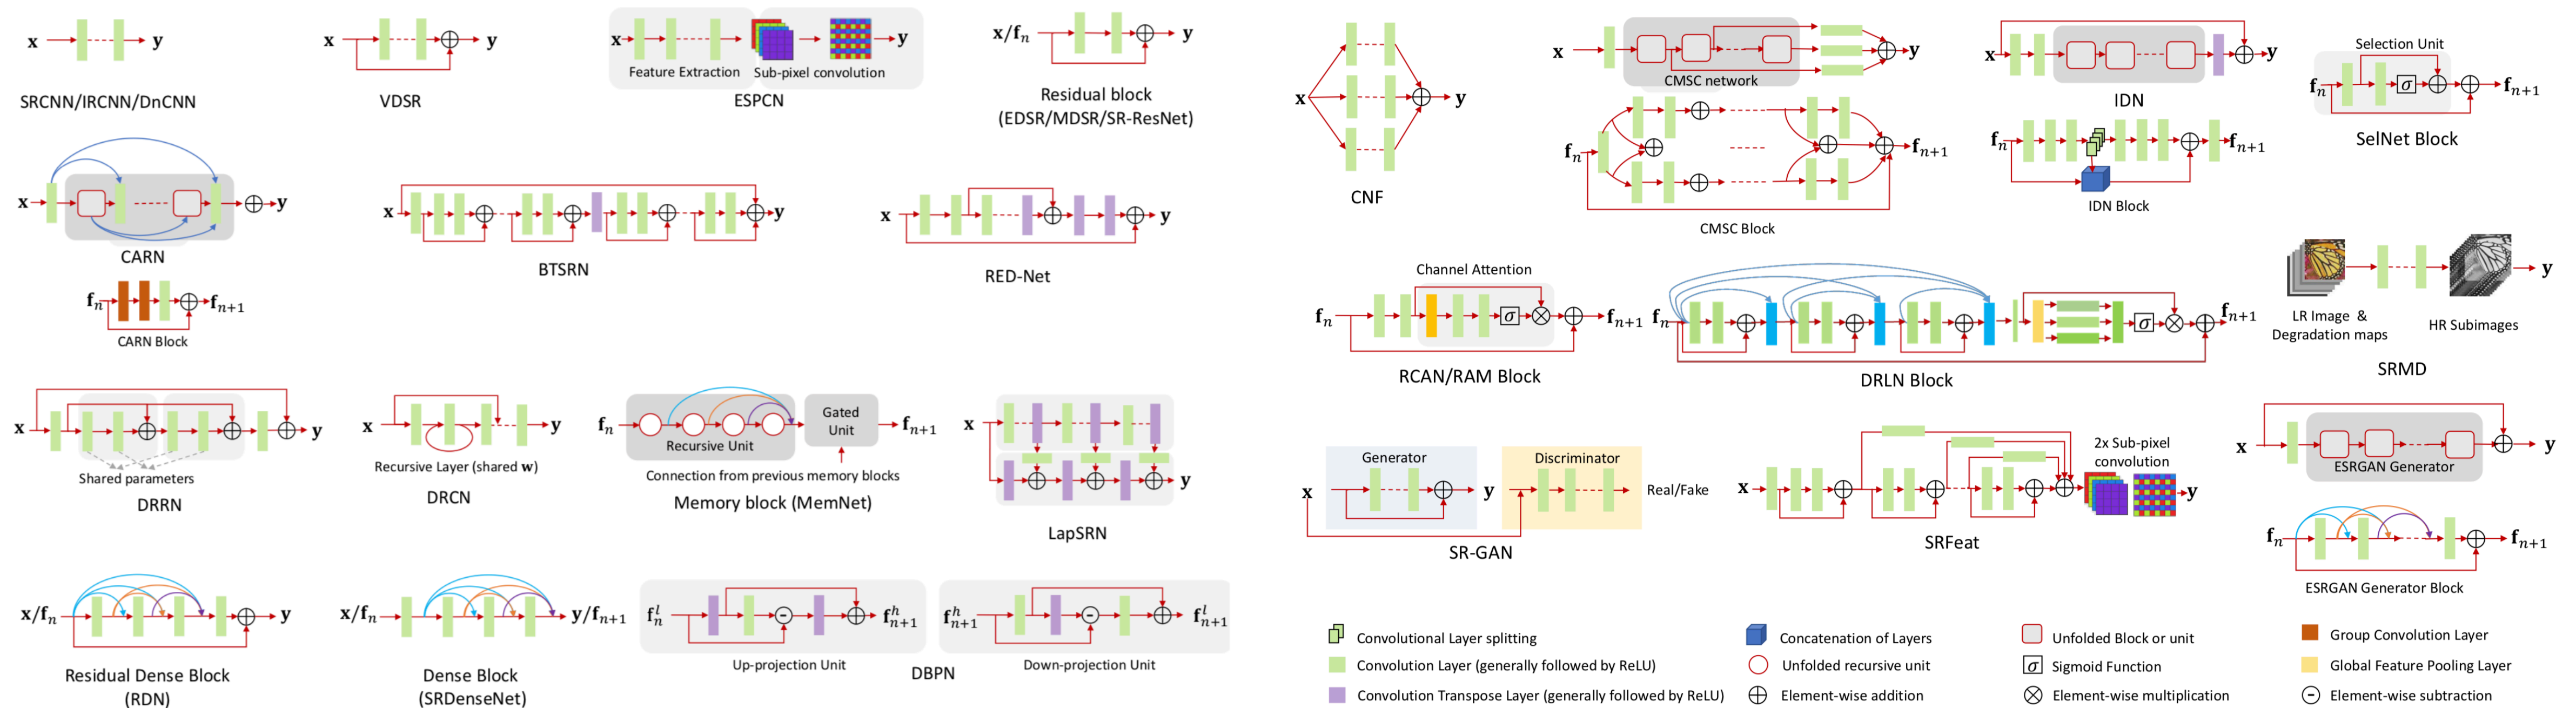 x y
SRCNN/IRCNN/DnCNN
x y
VDSR
x y
Feature Extraction Sub-pixel convolution
ESPCN
x/fn y
Residual block
(EDSR/MDSR/SR-ResNet)
x y
CARN
fn fn+1
CARN Block
x y
BTSRN
x y
RED-Net
x y
Shared parameters
DRRN
x y
Recursive Layer (shared w)
DRCN
fn Gated Unit fn+1
Recursive Unit
Connection from previous memory blocks
Memory block (MemNet)
x y
LapSRN
x/fn y
Residual Dense Block
(RDN)
x/fn y/fn+1
Dense Block
(SRDenseNet)
f^l_n - f^h_n+1
Up-projection Unit
f^h_n+1 - f^l_n+1
Down-projection Unit
DBPN
x y
CNF
x y
CMSC network
fn fn+1
CMSC Block
x y
IDN
fn fn+1
IDN Block
Selection Unit
fn σ fn+1
SelNet Block
Channel Attention
fn σ fn+1
RCAN/RAM Block
fn σ fn+1
DRLN Block
y
LR Image &
Degradation maps
HR Subimages
SRMD
Generator Discriminator
x y Real/Fake
SR-GAN
2x Sub-pixel
convolution
x y
SRFeat
x y
ESRGAN Generator
fn fn+1
ESRGAN Generator Block
Convolutional Layer splitting
Concatenation of Layers
Unfolded Block or unit
Group Convolution Layer
Convolution Layer (generally followed by ReLU)
Unfolded recursive unit
σ Sigmoid Function
Global Feature Pooling Layer
Convolution Transpose Layer (generally followed by ReLU)
Element-wise addition
Element-wise multiplication
Element-wise subtraction